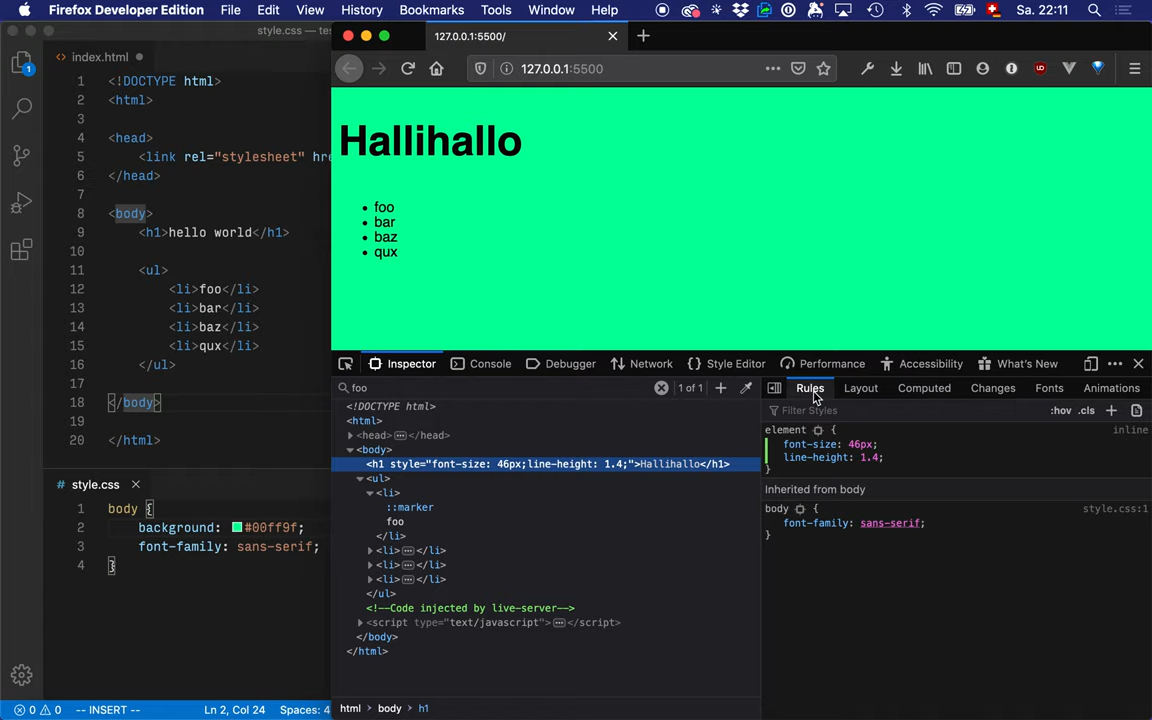 Firefox Developer Edition File Edit View History Bookmarks Tools Window Help Sa. 22:11
style.css — tes
index.html
1 <!DOCTYPE html>
2 <html>
3
4 <head>
5 <link rel="stylesheet" hre
6 </head>
7
8 <body>
9 <h1>hello world</h1>
10
11 <ul>
12 <li>foo</li>
13 <li>bar</li>
14 <li>baz</li>
15 <li>qux</li>
16 </ul>
17
18 </body>
19
20 </html>
# style.css
1 body {
2 background: #00ff9f;
3 font-family: sans-serif;
4 }
0 0 -- INSERT -- Ln 2, Col 24 Spaces: 4
127.0.0.1:5500/
127.0.0.1:5500
Hallihallo
• foo
• bar
• baz
• qux
Inspector Console Debugger Network Style Editor Performance Accessibility What's New
foo 1 of 1
<!DOCTYPE html>
<html>
<head> </head>
<body>
<h1 style="font-size: 46px;line-height: 1.4;">Hallihallo</h1>
<ul>
<li>
::marker
foo
</li>
<li> </li>
<li> </li>
<li> </li>
</ul>
<!--Code injected by live-server-->
<script type="text/javascript"> </script>
</body>
</html>
html > body > h1
Rules Layout Computed Changes Fonts Animations
Filter Styles :hov .cls
element { inline
font-size: 46px;
line-height: 1.4;
}
Inherited from body
body { style.css:1
font-family: sans-serif;
}